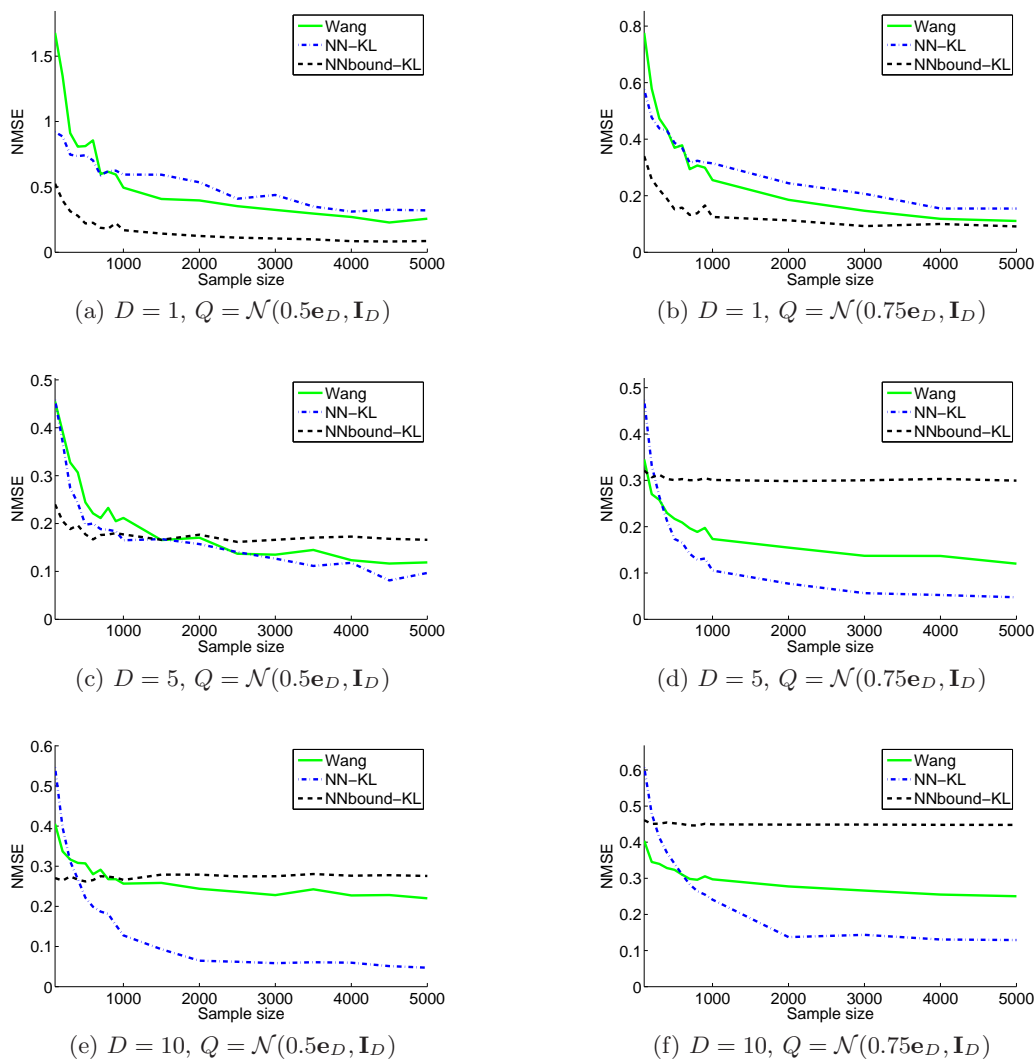 Wang
NN-KL
NNbound-KL
1.5
1
0.5
0
NMSE
1000 2000 3000 4000 5000
Sample size
(a) D = 1, Q = N(0.5e_D, I_D)
Wang
NN-KL
NNbound-KL
0.8
0.6
0.4
0.2
0
NMSE
1000 2000 3000 4000 5000
Sample size
(b) D = 1, Q = N(0.75e_D, I_D)
Wang
NN-KL
NNbound-KL
0.5
0.4
0.3
0.2
0.1
0
NMSE
1000 2000 3000 4000 5000
Sample size
(c) D = 5, Q = N(0.5e_D, I_D)
Wang
NN-KL
NNbound-KL
0.5
0.4
0.3
0.2
0.1
0
NMSE
1000 2000 3000 4000 5000
Sample size
(d) D = 5, Q = N(0.75e_D, I_D)
Wang
NN-KL
NNbound-KL
0.6
0.5
0.4
0.3
0.2
0.1
0
NMSE
1000 2000 3000 4000 5000
Sample size
(e) D = 10, Q = N(0.5e_D, I_D)
Wang
NN-KL
NNbound-KL
0.6
0.5
0.4
0.3
0.2
0.1
0
NMSE
1000 2000 3000 4000 5000
Sample size
(f) D = 10, Q = N(0.75e_D, I_D)